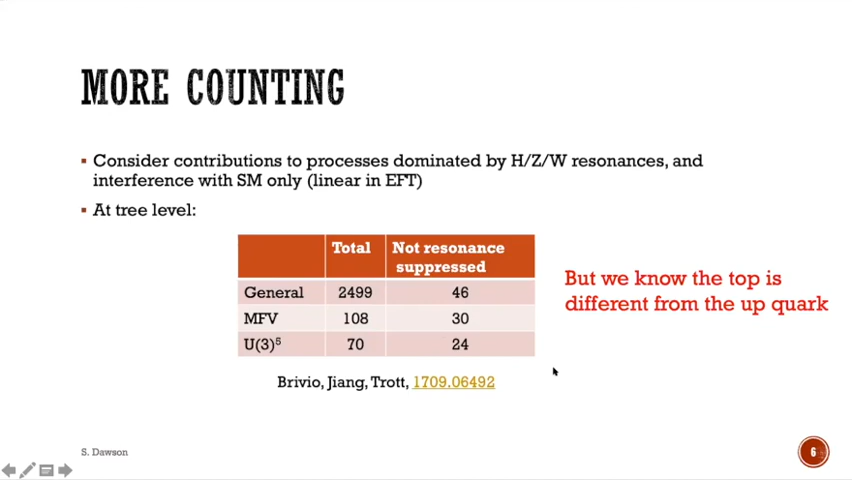 MORE COUNTING
▪ Consider contributions to processes dominated by H/Z/W resonances, and
interference with SM only (linear in EFT)
▪ At tree level:
Total Not resonance
suppressed
General 2499 46
MFV 108 30
U(3)⁵ 70 24
But we know the top is
different from the up quark
Brivio, Jiang, Trott, 1709.06492
S. Dawson
6